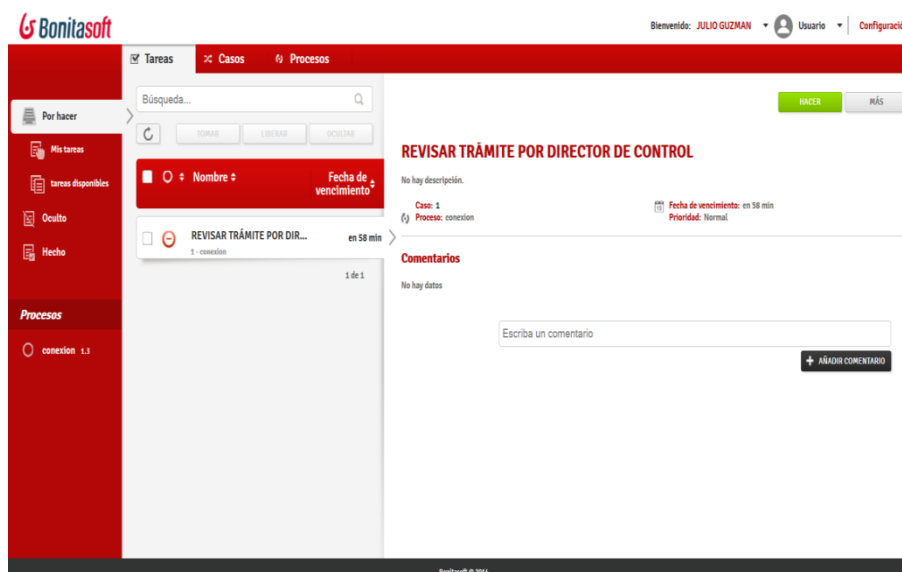 Bonitasoft
Bienvenido: JULIO GUZMAN Usuario Configuració
Tareas Casos Procesos
Búsqueda...
HACER MÁS
Por hacer
TOMAR LIBERAR OCULTAR
Mis tareas
REVISAR TRÁMITE POR DIRECTOR DE CONTROL
tareas disponibles
Nombre Fecha de vencimiento
No hay descripción.
Caso: 1 Fecha de vencimiento: en 58 min
Proceso: conexion Prioridad: Normal
Oculto
REVISAR TRÁMITE POR DIR... en 58 min
1 - conexion
Hecho
Comentarios
1 de 1
No hay datos
Procesos
Escriba un comentario
conexion 1.3
+ AÑADIR COMENTARIO